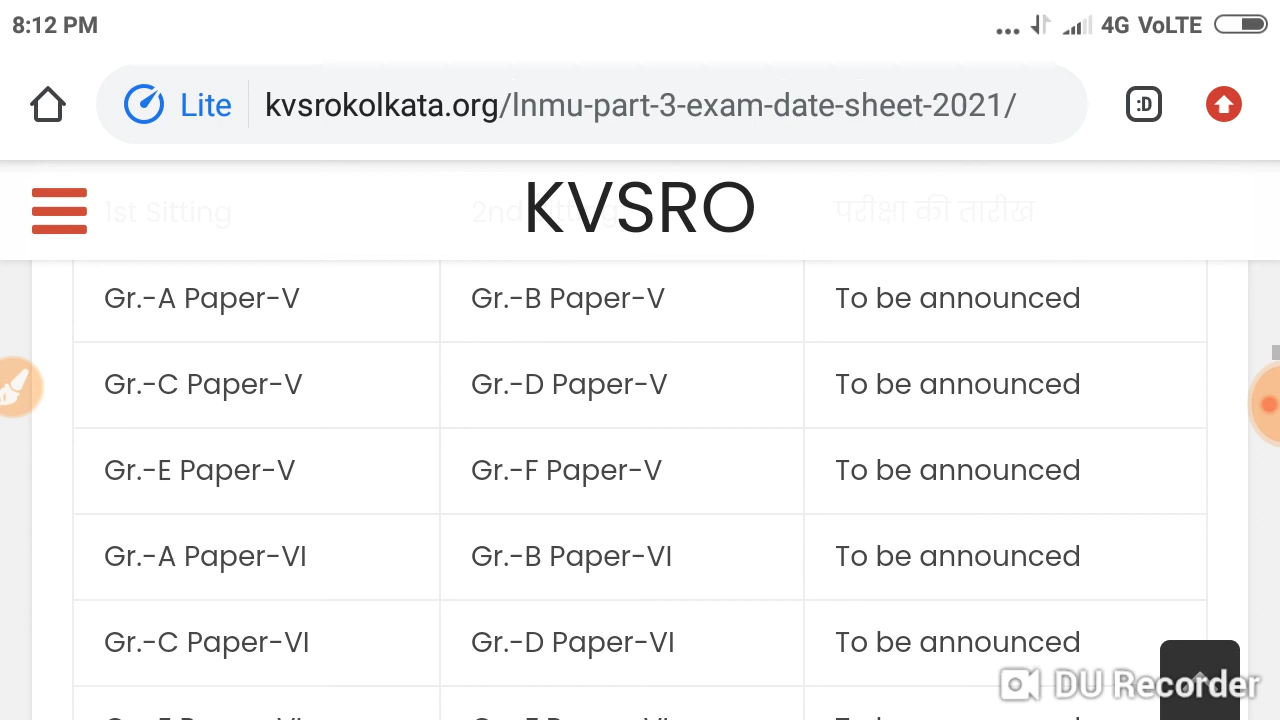 8:12 PM
4G VoLTE
Lite kvsrokolkata.org/lnmu-part-3-exam-date-sheet-2021/ :D
KVSRO
1st Sitting 2nd Sitting परीक्षा की तारीख
Gr.-A Paper-V Gr.-B Paper-V To be announced
Gr.-C Paper-V Gr.-D Paper-V To be announced
Gr.-E Paper-V Gr.-F Paper-V To be announced
Gr.-A Paper-VI Gr.-B Paper-VI To be announced
Gr.-C Paper-VI Gr.-D Paper-VI To be announced
DU Recorder